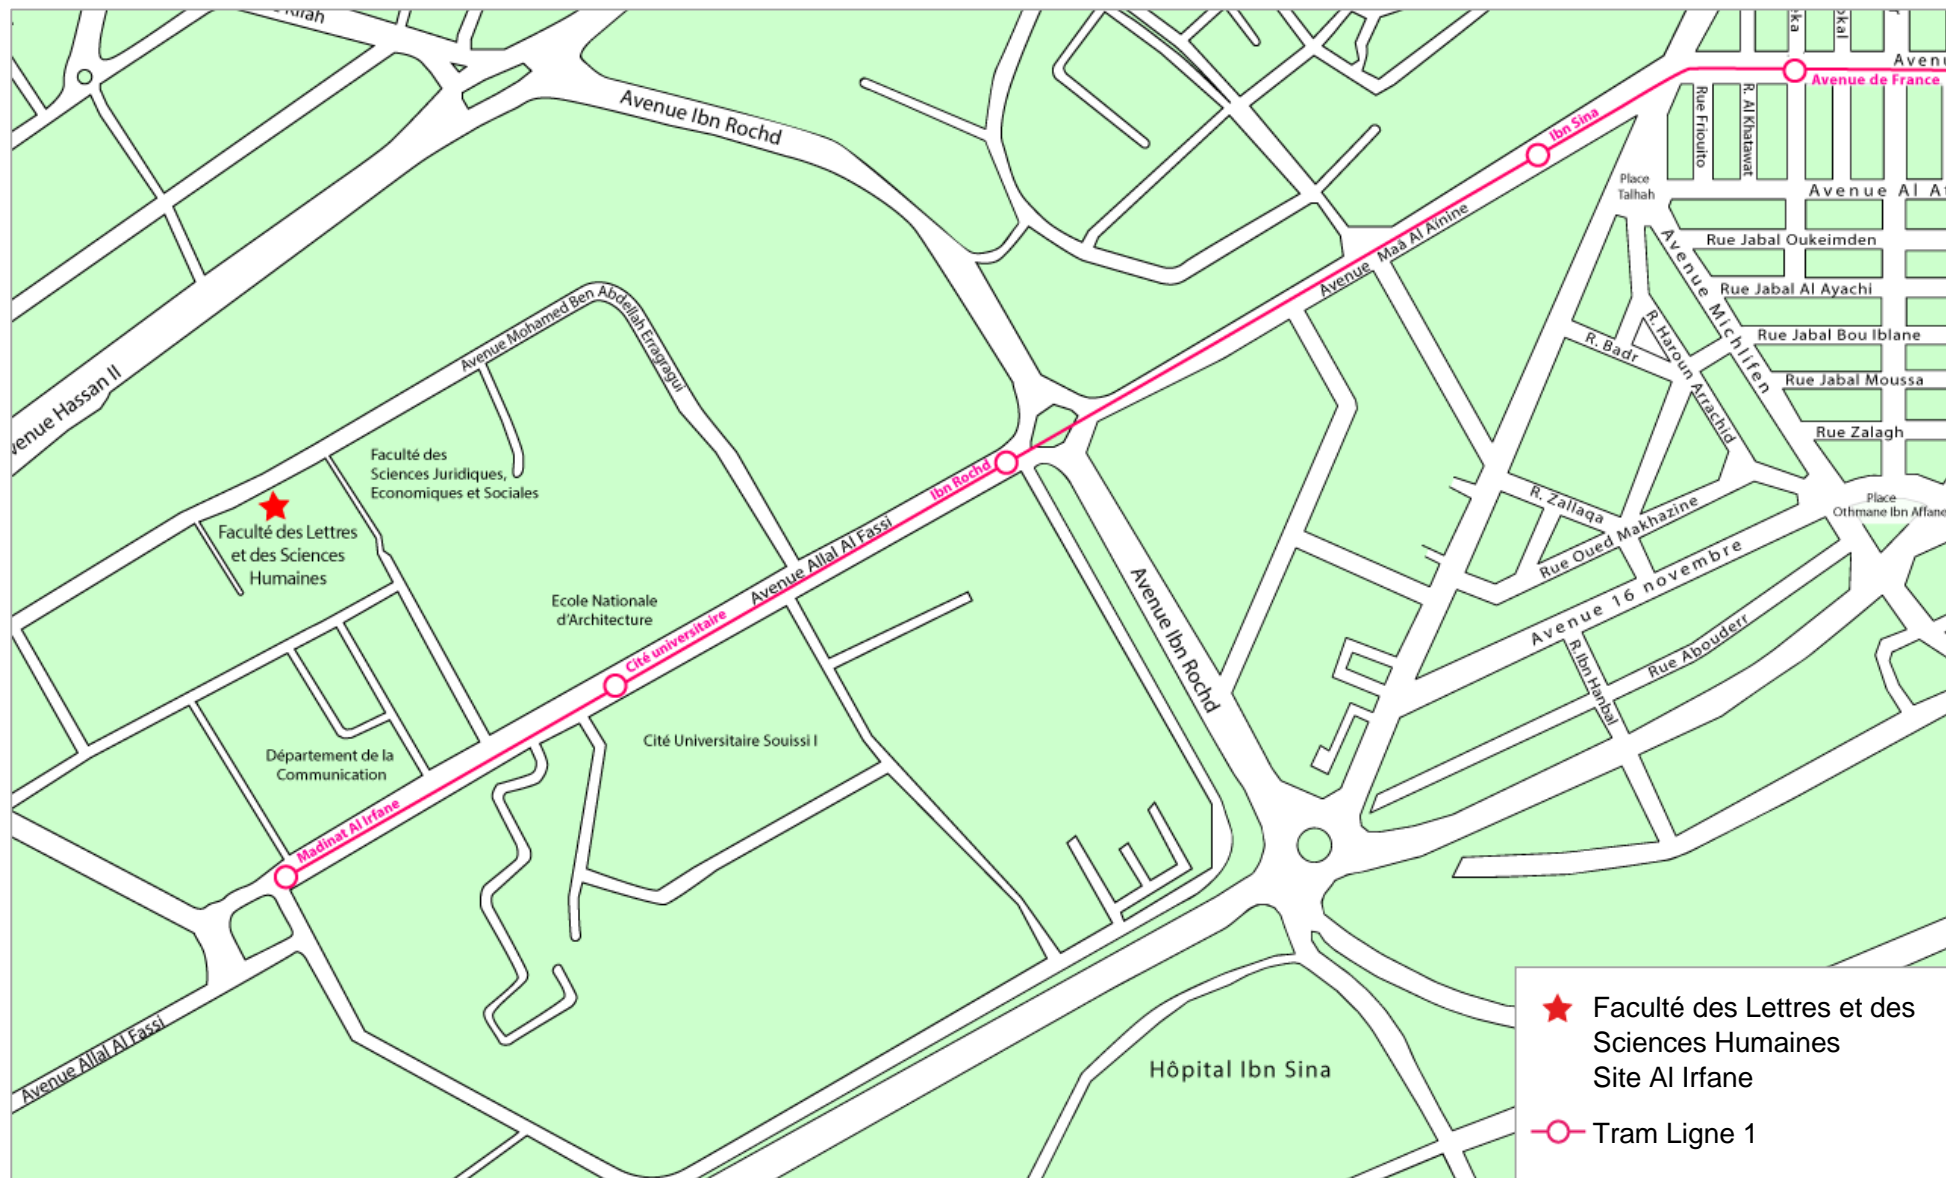 Avenue Ibn Rochd
Ibn Sina
Avenue de France
Rue Friouito
R. Al Khatawat
Place
Talhah
Avenue Maâ Al Aïnine
Rue Jabal Oukeimden
Avenue Michlifen
Rue Jabal Al Ayachi
Rue Jabal Bou Iblane
R. Badr
R. Haroun Arrachid
Rue Jabal Moussa
Rue Zalagh
Avenue Mohamed Ben Abdellah Erragragui
venue Hassan II
Faculté des
Sciences Juridiques,
Economiques et Sociales
Ibn Rochd
R. Zallaqa
Place
Othmane Ibn Affane
Rue Oued Makhazine
Faculté des Lettres
et des Sciences
Humaines
Avenue Allal Al Fassi
Avenue 16 novembre
Ecole Nationale
d'Architecture
Cité universitaire
Avenue Ibn Rochd
R. Ibn Hanbal
Rue Abouderr
Cité Universitaire Souissi I
Département de la
Communication
Madinat Al Irfane
Avenue Allal Al Fassi
Hôpital Ibn Sina
Faculté des Lettres et des
Sciences Humaines
Site Al Irfane
Tram Ligne 1